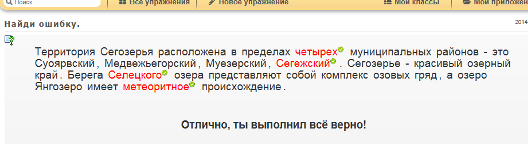 Поиск
Все упражнения
Новое упражнение
Мои классы
Мои приложен
Найди ошибку.
2014
Территория Сегозерья расположена в пределах четырех муниципальных районов - это
Суоярвский, Медвежьегорский, Муезерский, Сегежский. Сегозерье - красивый озерный
край. Берега Селецкого озера представляют собой комплекс озовых гряд, а озеро
Янгозеро имеет метеоритное происхождение.
Отлично, ты выполнил всё верно!